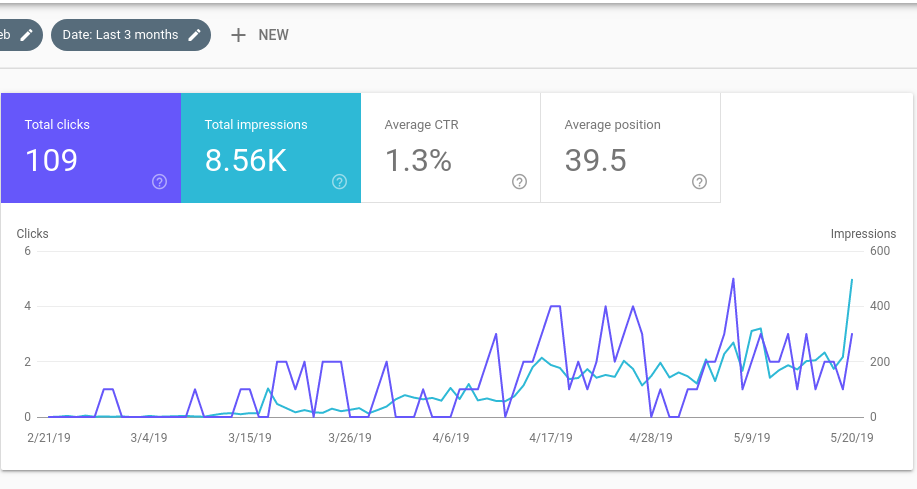 eb
Date: Last 3 months
NEW
Total clicks
109
Total impressions
8.56K
Average CTR
1.3%
Average position
39.5
Clicks
Impressions
6
600
4
400
2
200
0
0
2/21/19 3/4/19 3/15/19 3/26/19 4/6/19 4/17/19 4/28/19 5/9/19 5/20/19